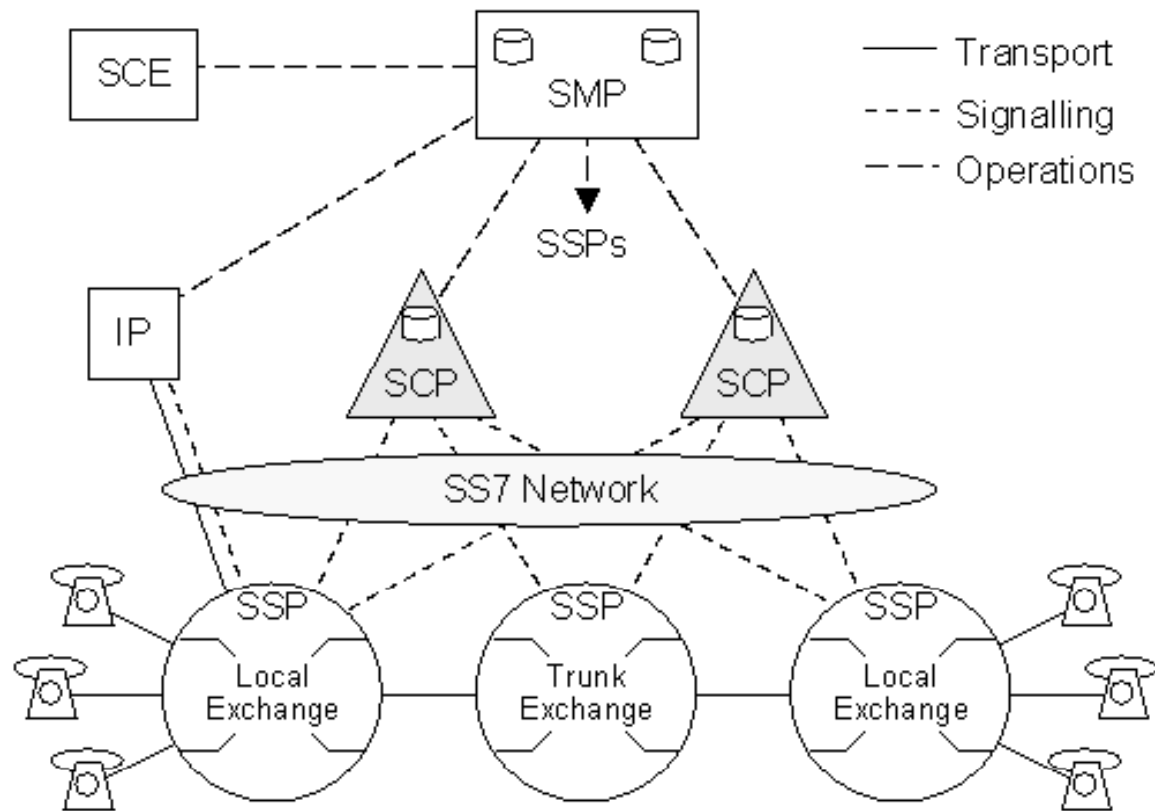 SCE
SMP
Transport
Signalling
Operations
SSPs
IP
SCP
SCP
SS7 Network
SSP
SSP
SSP
Local
Exchange
Trunk
Exchange
Local
Exchange